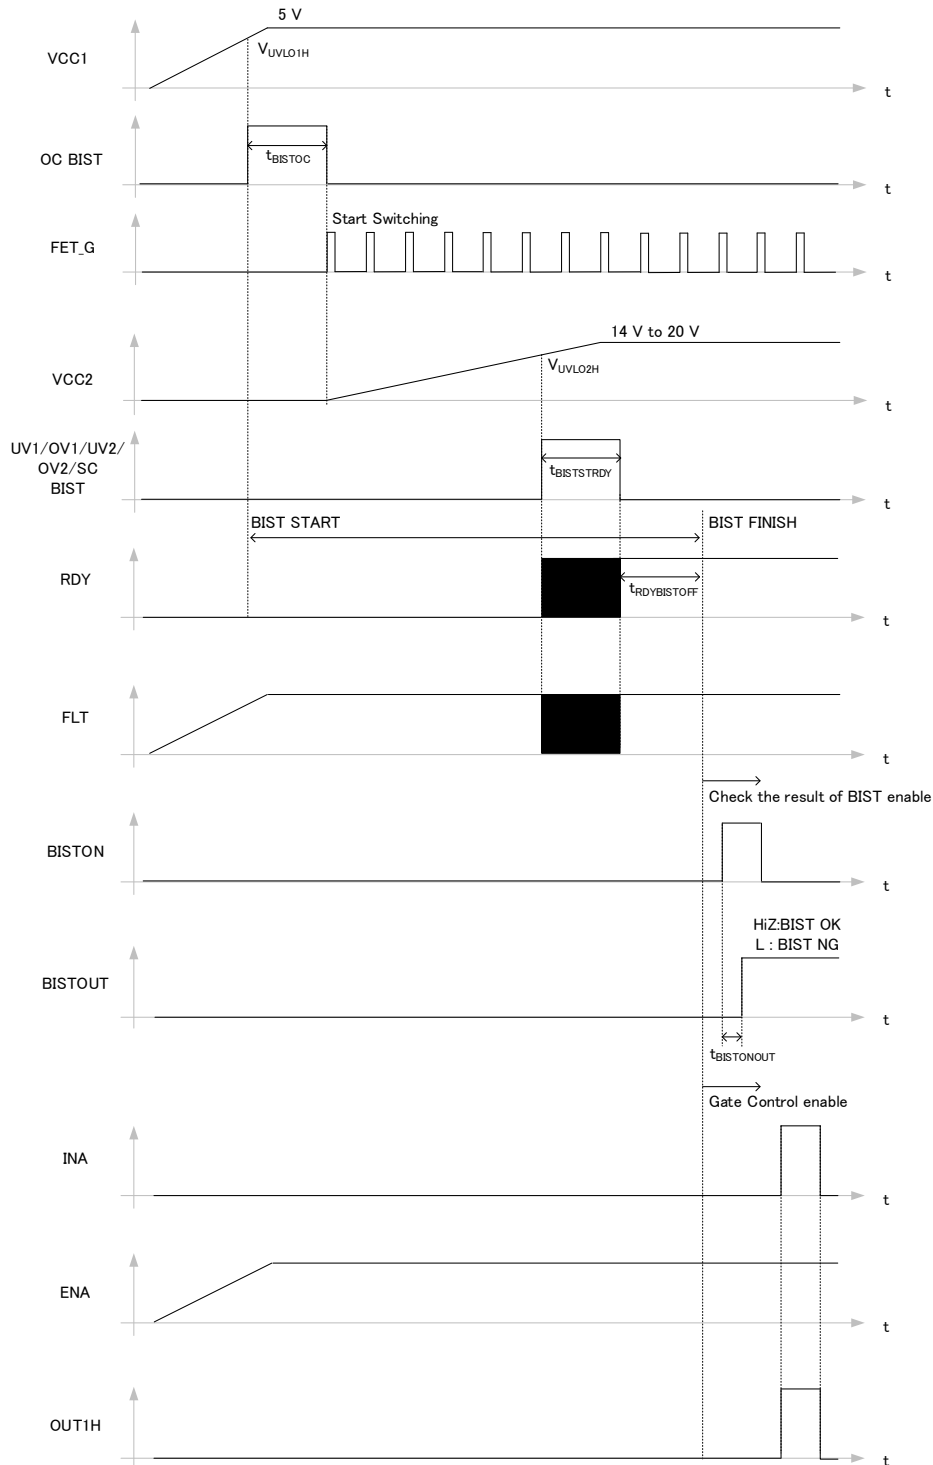 5 V
VCC1
VUVLO1H
t
OC BIST
tBISTOC
t
Start Switching
FET_G
t
14 V to 20 V
VCC2
VUVLO2H
t
UV1/OV1/UV2/
OV2/SC
BIST
tBISTSTRDY
t
BIST START
BIST FINISH
RDY
tRDYBISTOFF
t
FLT
t
Check the result of BIST enable
BISTON
t
HiZ:BIST OK
L : BIST NG
BISTOUT
t
tBISTONOUT
Gate Control enable
INA
t
ENA
t
OUT1H
t